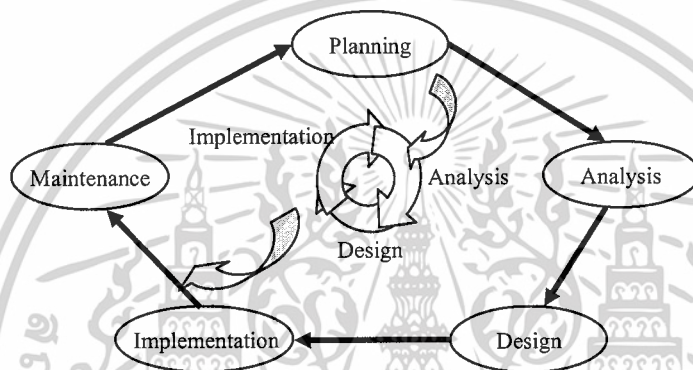 Planning
Implementation
Maintenance
Analysis
Analysis
Design
Implementation
Design